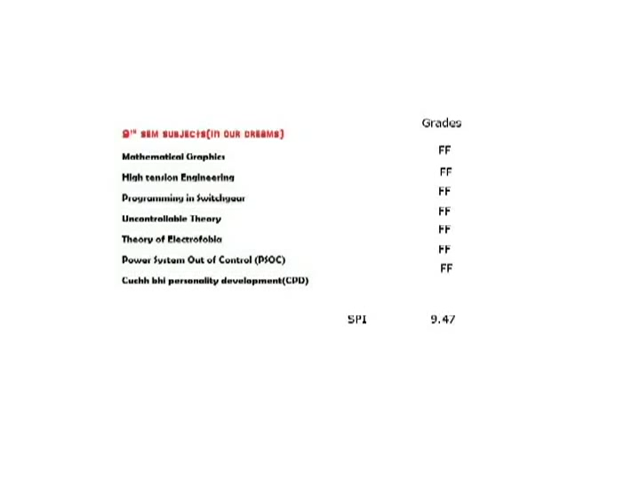 Grades
9TH SEM SUBJECTS(IN OUR DREAMS)
Mathematical Graphics FF
High tension Engineering FF
Programming in Switchgear FF
Uncontrollable Theory FF
Theory of Electrofobia FF
Power System Out of Control (PSOC) FF
Cuchh bhi personality development(CPD) FF
SPI 9.47